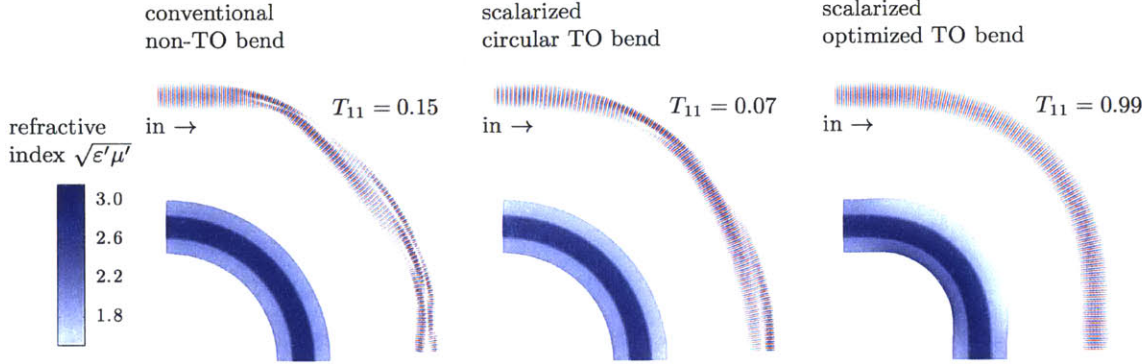 conventional
non-TO bend
scalarized
circular TO bend
scalarized
optimized TO bend
T₁₁ = 0.15
T₁₁ = 0.07
T₁₁ = 0.99
in →
in →
in →
refractive
index √ε′μ′
3.0
2.6
2.2
1.8